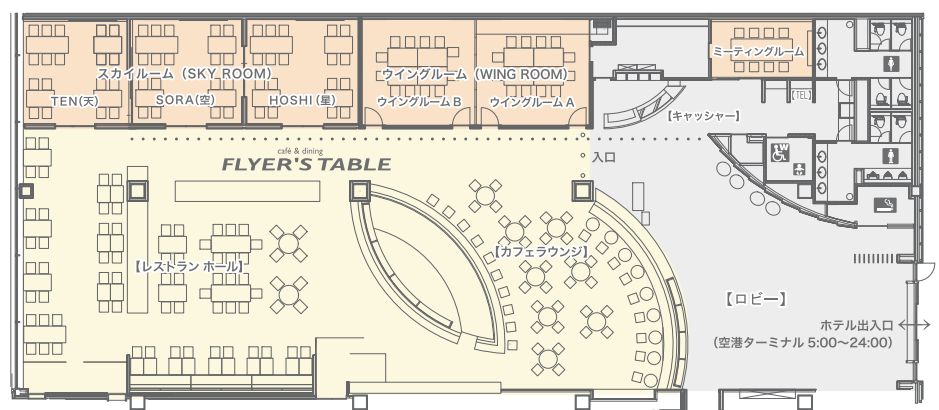 スカイルーム（SKY ROOM）
TEN（天）
SORA（空）
HOSHI（星）
ウイングルーム（WING ROOM）
ウイングルーム B
ウイングルーム A
ミーティングルーム
【TEL】
【キャッシャー】
café & dining
FLYER'S TABLE
入口
【レストラン ホール】
【カフェラウンジ】
【ロビー】
ホテル出入口
（空港ターミナル 5:00～24:00）